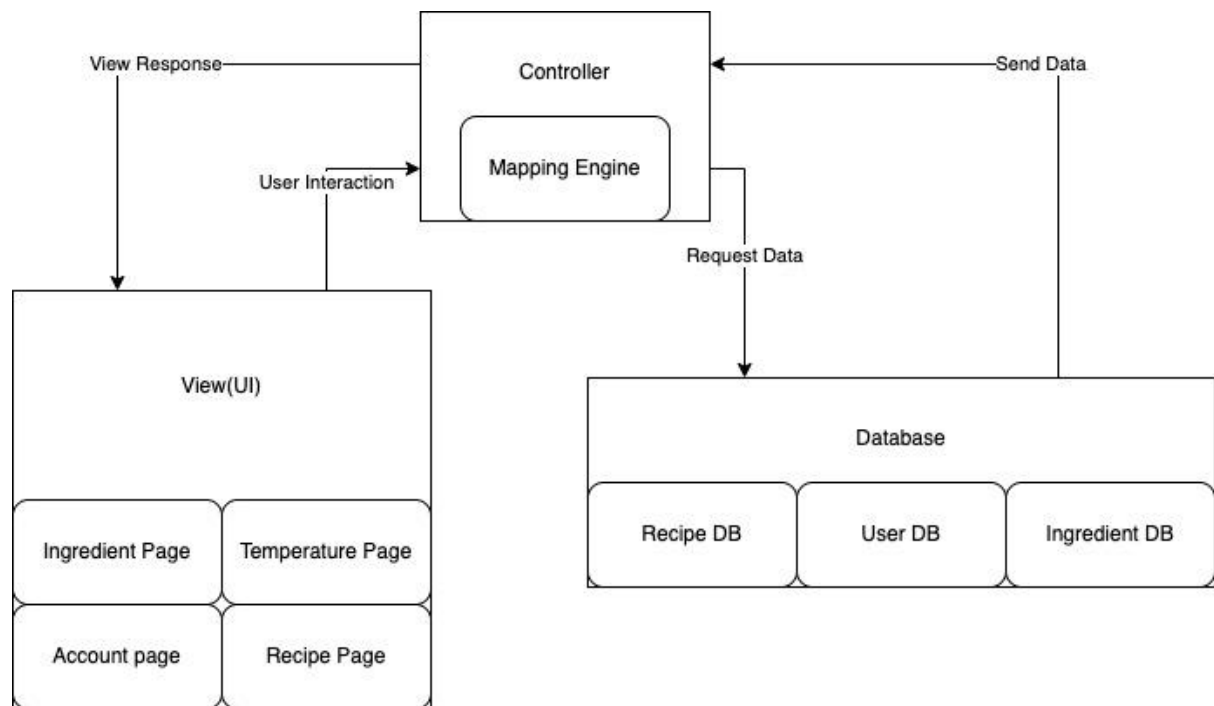 View Response
Controller
Send Data
Mapping Engine
User Interaction
Request Data
View(UI)
Database
Ingredient Page
Temperature Page
Recipe DB
User DB
Ingredient DB
Account page
Recipe Page